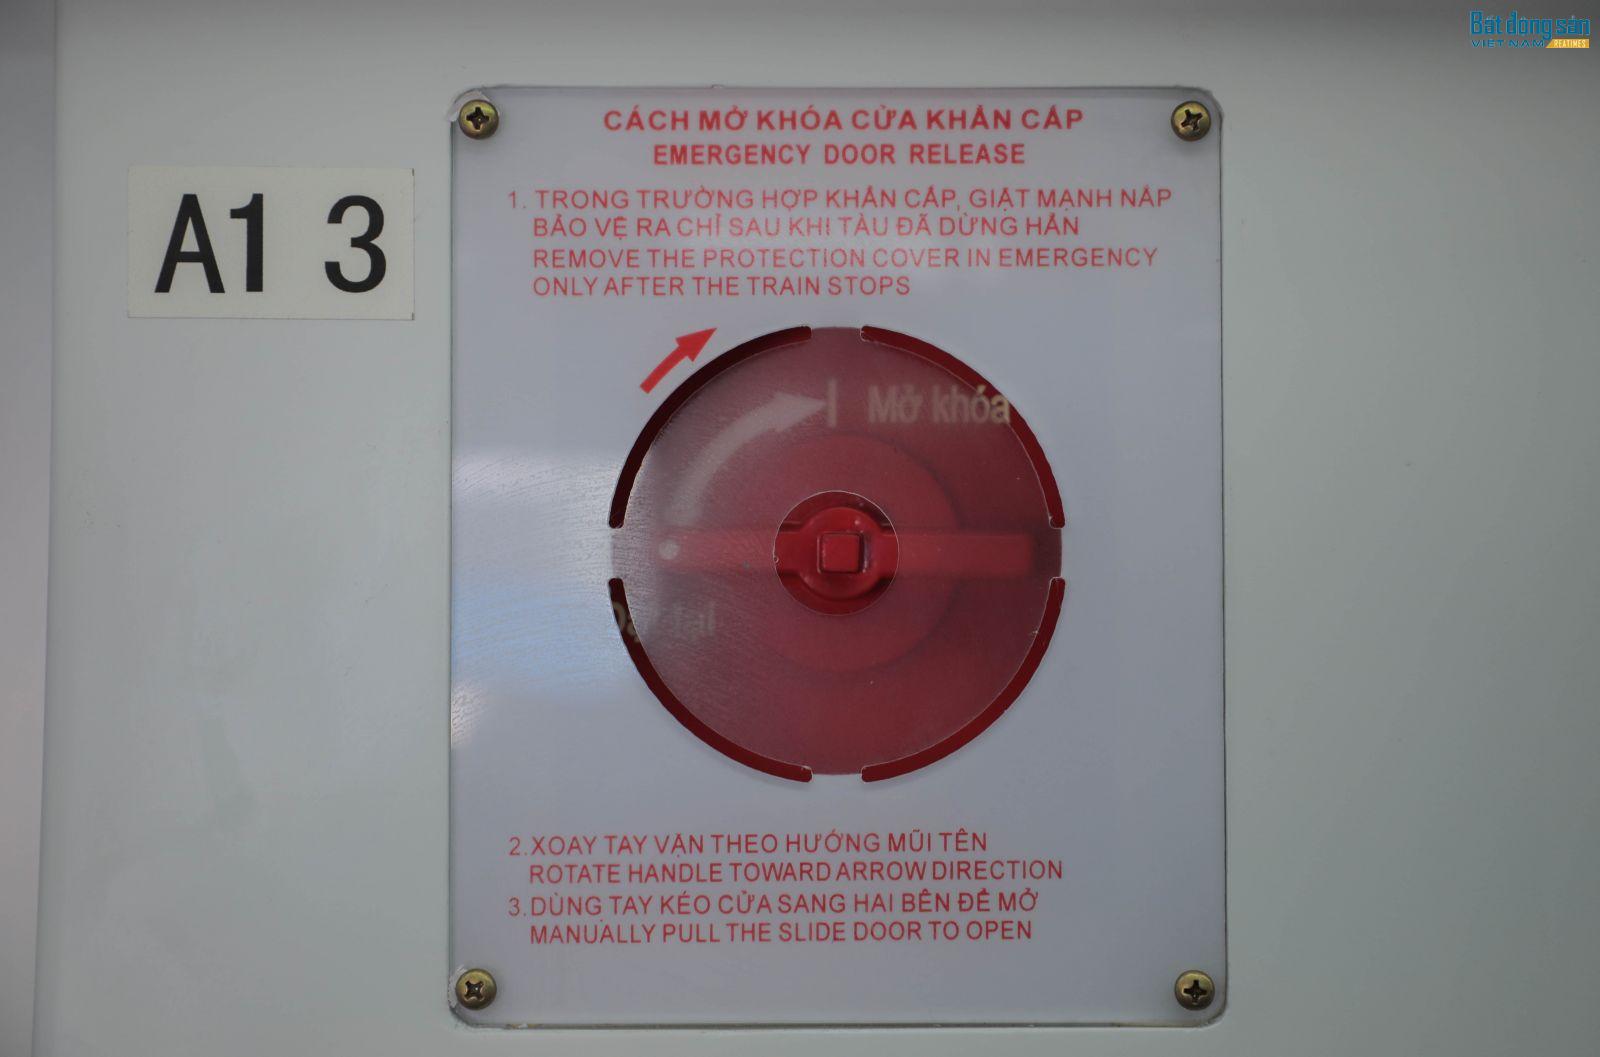 Bất động sản
VIET NAM REATIMES
A1 3
CÁCH MỞ KHÓA CỬA KHẨN CẤP
EMERGENCY DOOR RELEASE
1. TRONG TRƯỜNG HỢP KHẨN CẤP, GIẬT MẠNH NẮP
BẢO VỆ RA CHỈ SAU KHI TÀU ĐÃ DỪNG HẲN
REMOVE THE PROTECTION COVER IN EMERGENCY
ONLY AFTER THE TRAIN STOPS
Mở khóa
2. XOAY TAY VẶN THEO HƯỚNG MŨI TÊN
ROTATE HANDLE TOWARD ARROW DIRECTION
3. DÙNG TAY KÉO CỬA SANG HAI BÊN ĐỂ MỞ
MANUALLY PULL THE SLIDE DOOR TO OPEN